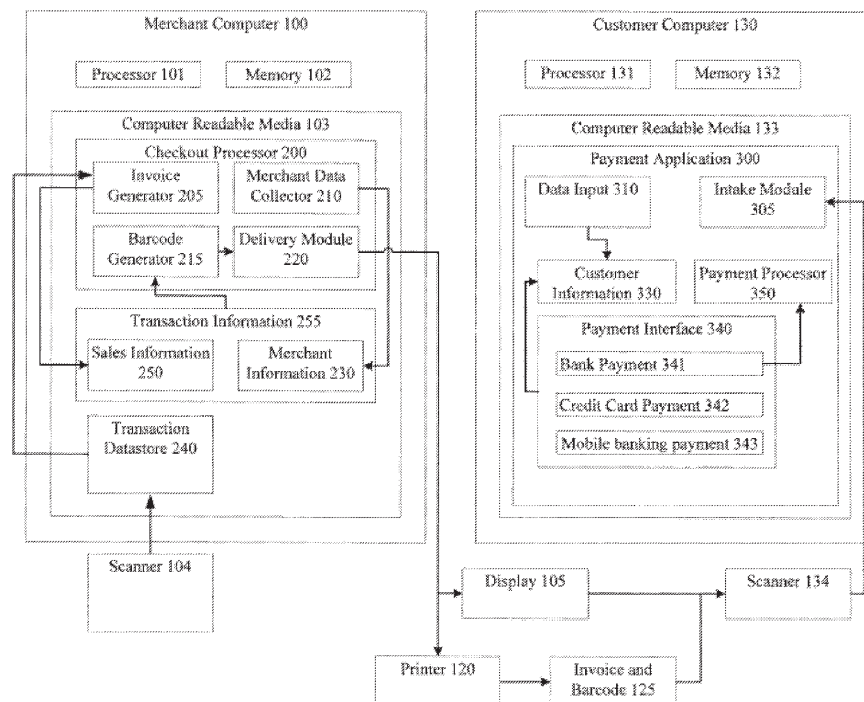 Merchant Computer 100
Processor 101
Memory 102
Computer Readable Media 103
Checkout Processor 200
Invoice
Generator 205
Merchant Data
Collector 210
Barcode
Generator 215
Delivery Module
220
Transaction Information 255
Sales Information
250
Merchant
Information 230
Transaction
Datastore 240
Scanner 104
Customer Computer 130
Processor 131
Memory 132
Computer Readable Media 133
Payment Application 300
Data Input 310
Intake Module
305
Customer
Information 330
Payment Processor
350
Payment Interface 340
Bank Payment 341
Credit Card Payment 342
Mobile banking payment 343
Display 105
Scanner 134
Printer 120
Invoice and
Barcode 125